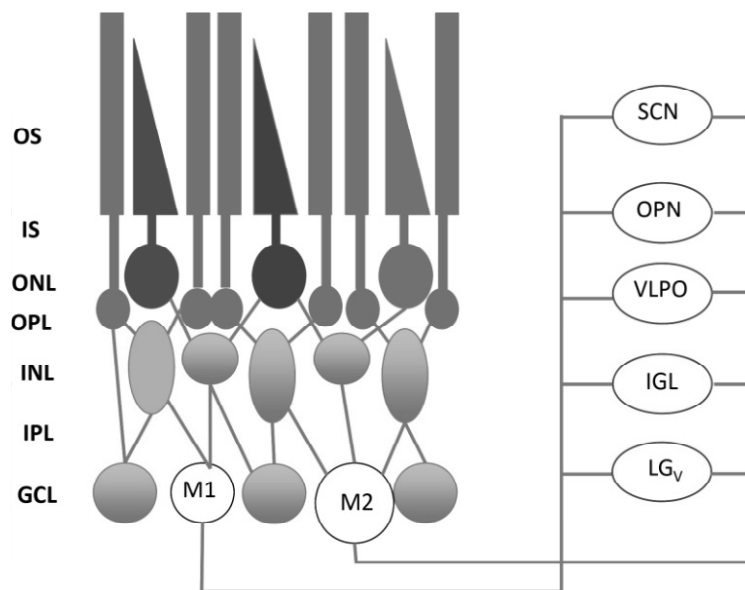 OS
IS
ONL
OPL
INL
IPL
GCL
M1
M2
SCN
OPN
VLPO
IGL
LGV